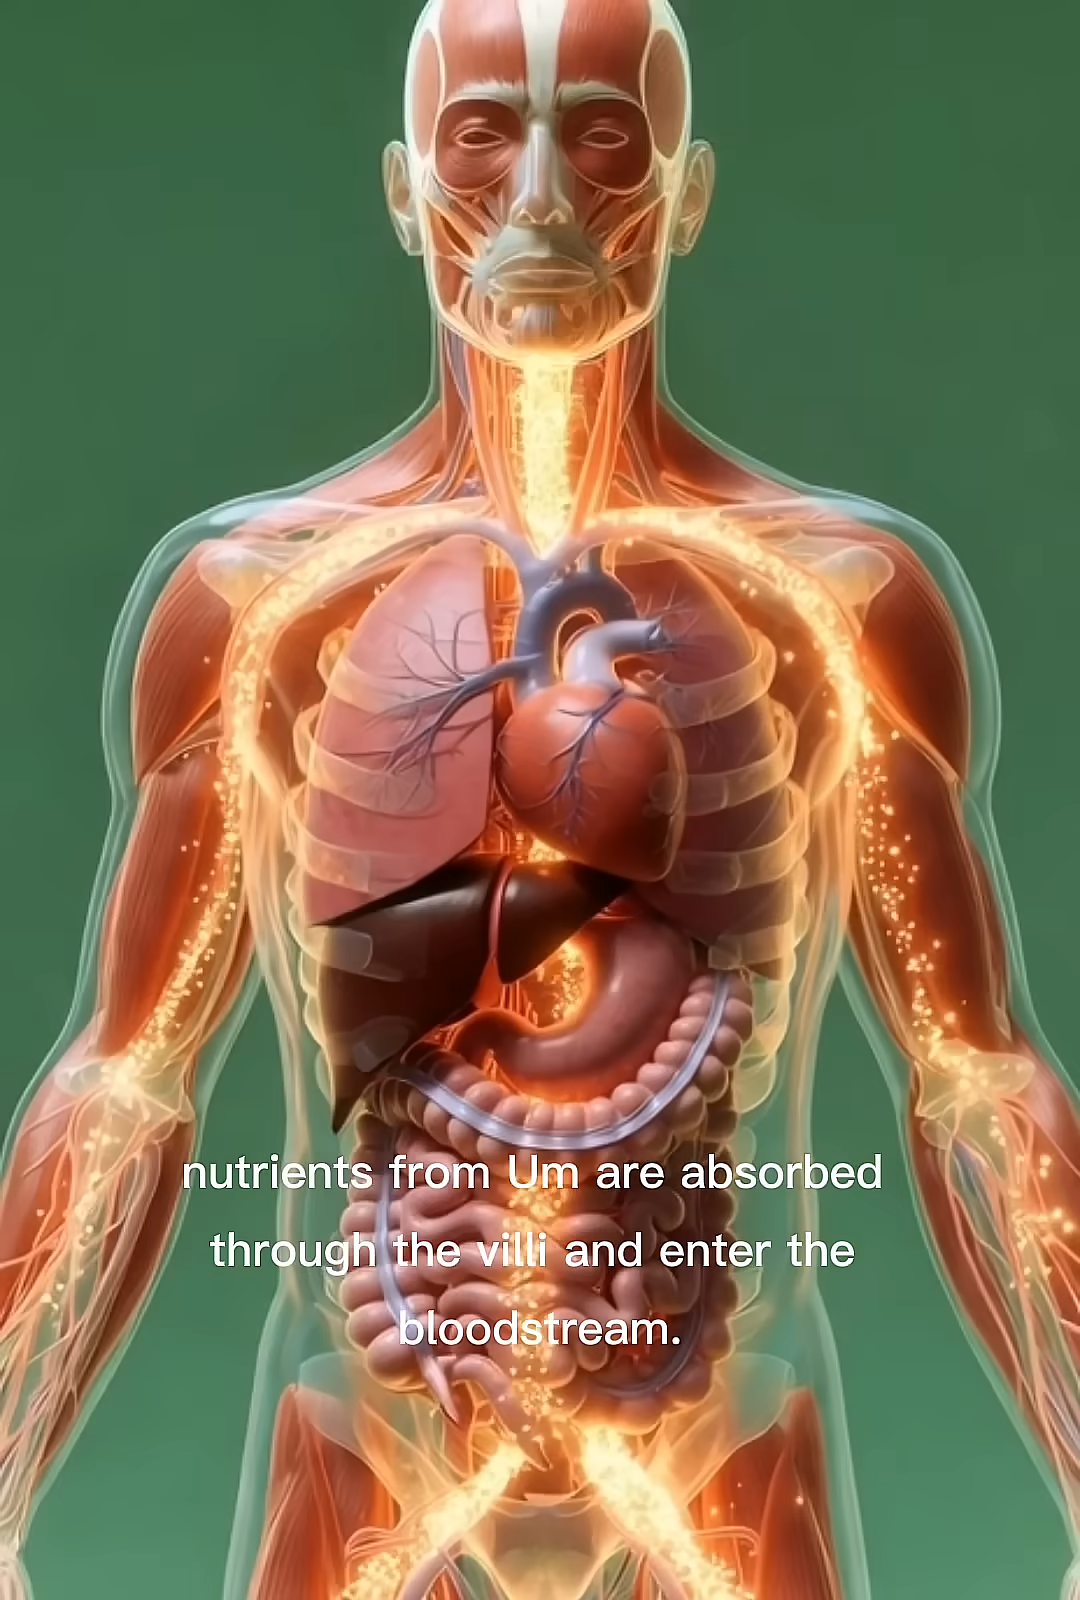 nutrients from Um are absorbed
through the villi and enter the
bloodstream.